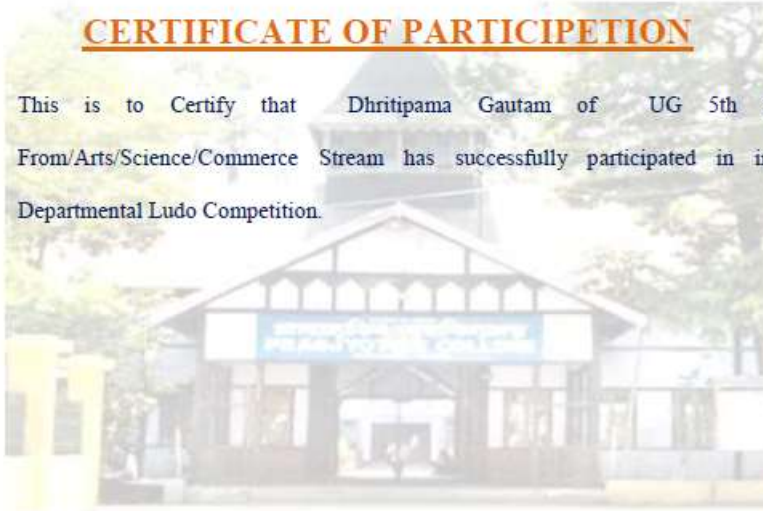 CERTIFICATE OF PARTICIPETION
This is to Certify that Dhritipama Gautam of UG 5th
From/Arts/Science/Commerce Stream has successfully participated in
Departmental Ludo Competition.
COLLEGE